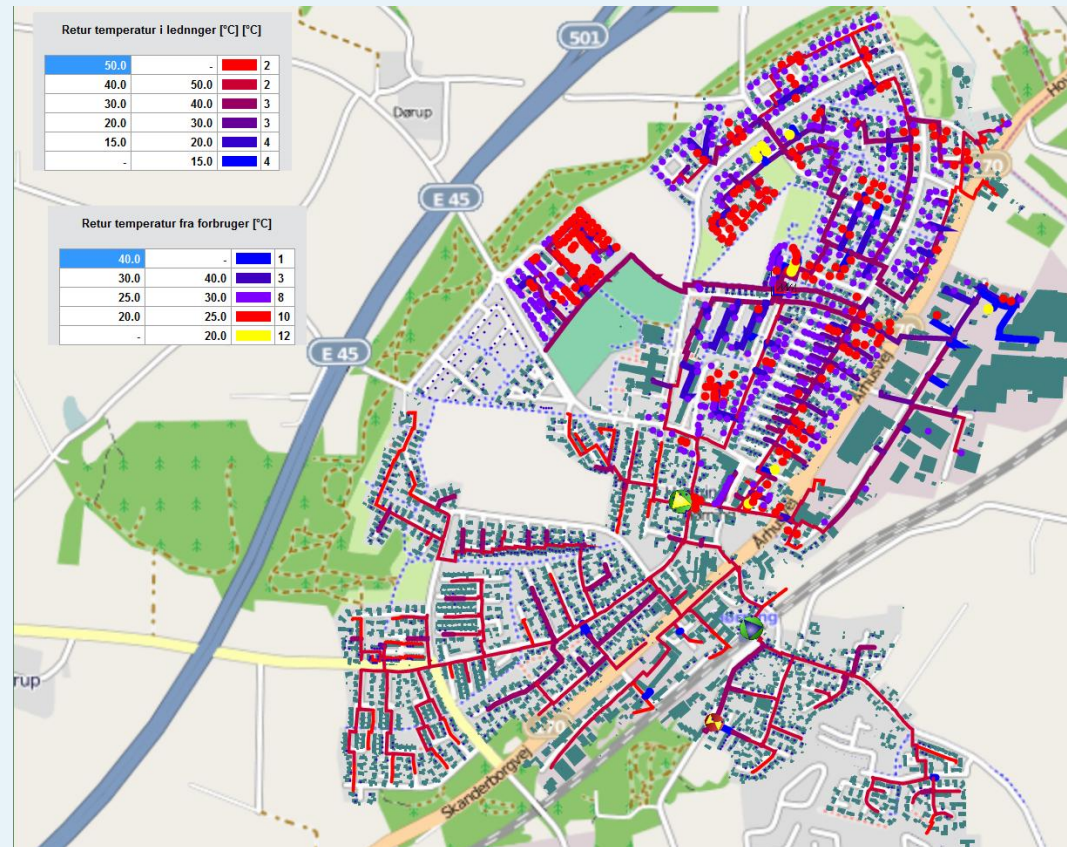 Retur temperatur i lednnger [°C] [°C]
50.0 - 2
40.0 50.0 2
30.0 40.0 3
20.0 30.0 3
15.0 20.0 4
- 15.0 4
Retur temperatur fra forbruger [°C]
40.0 - 1
30.0 40.0 3
25.0 30.0 8
20.0 25.0 10
- 20.0 12
501
Dørup
E 45
70
E 45
Århusvej
Århusvej
rup
70
Skanderborgvej